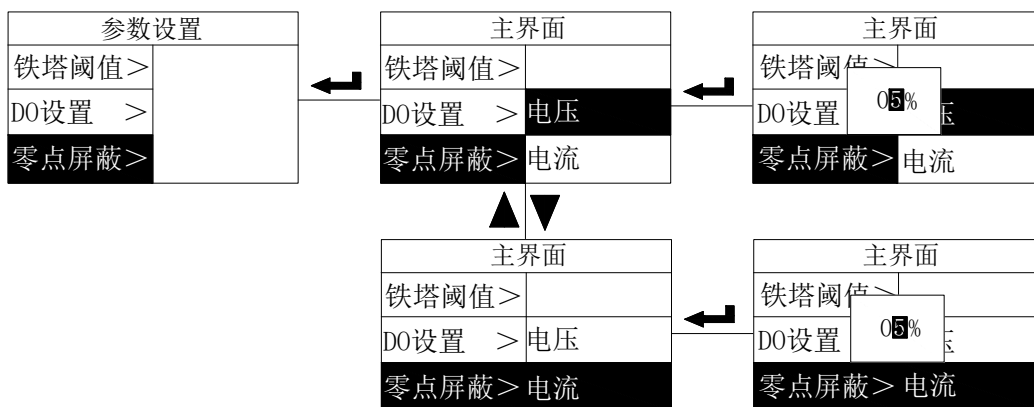 参数设置
铁塔阈值>
DO设置 >
零点屏蔽>
主界面
铁塔阈值>
DO设置 > 电压
零点屏蔽> 电流
主界面
铁塔阈值>
DO设置 05% 压
零点屏蔽> 电流
主界面
铁塔阈值>
DO设置 > 电压
零点屏蔽> 电流
主界面
铁塔阈值>
DO设置 05% 压
零点屏蔽> 电流